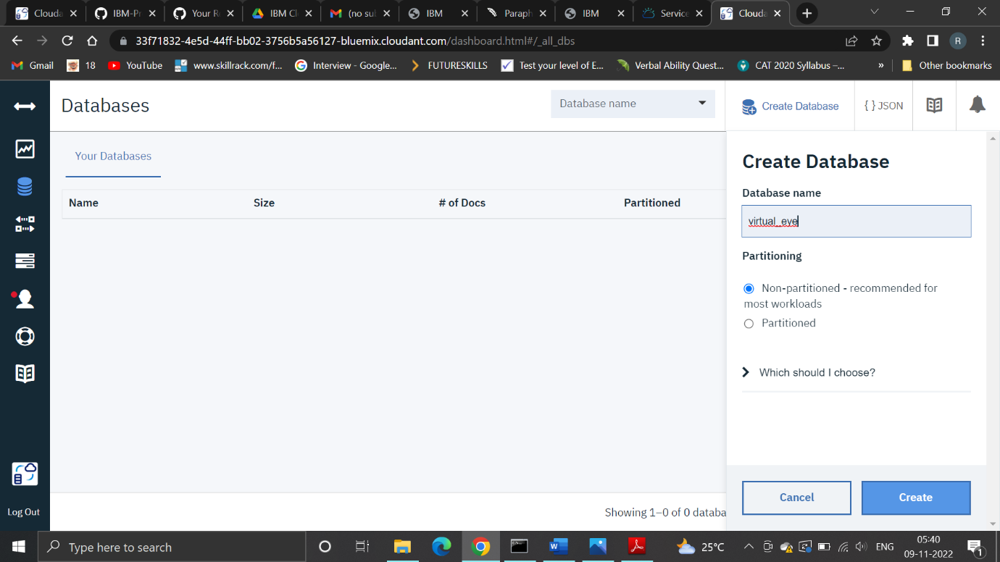 Clouda
IBM-Pr
Your R
IBM Cl
(no sul
IBM
Paraph
IBM
Service
Clouda
33f71832-4e5d-44ff-bb02-3756b5a56127-bluemix.cloudant.com/dashboard.html#/_all_dbs
R
Gmail
18
YouTube
www.skillrack.com/f...
Interview - Google...
FUTURESKILLS
Test your level of E...
Verbal Ability Quest...
CAT 2020 Syllabus –...
»
Other bookmarks
Databases
Database name
Create Database
{ } JSON
Your Databases
Name Size # of Docs Partitioned
Create Database
Database name
virtual_eye
Partitioning
Non-partitioned - recommended for
most workloads
Partitioned
Which should I choose?
Cancel
Create
Log Out
Showing 1–0 of 0 databa
Type here to search
25°C
ENG
05:40
09-11-2022
1